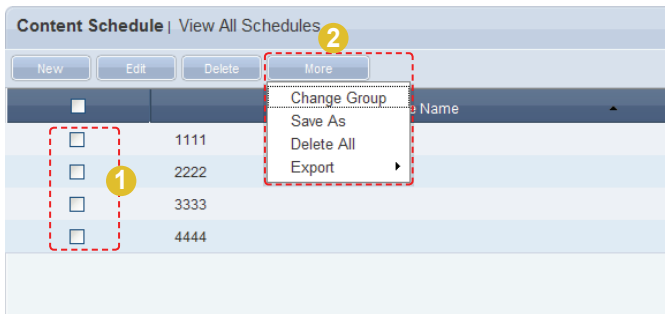 Content Schedule | View All Schedules
2
New Edit Delete More
Change Group
Save As
Delete All
Export
Name
1
1111
2222
3333
4444